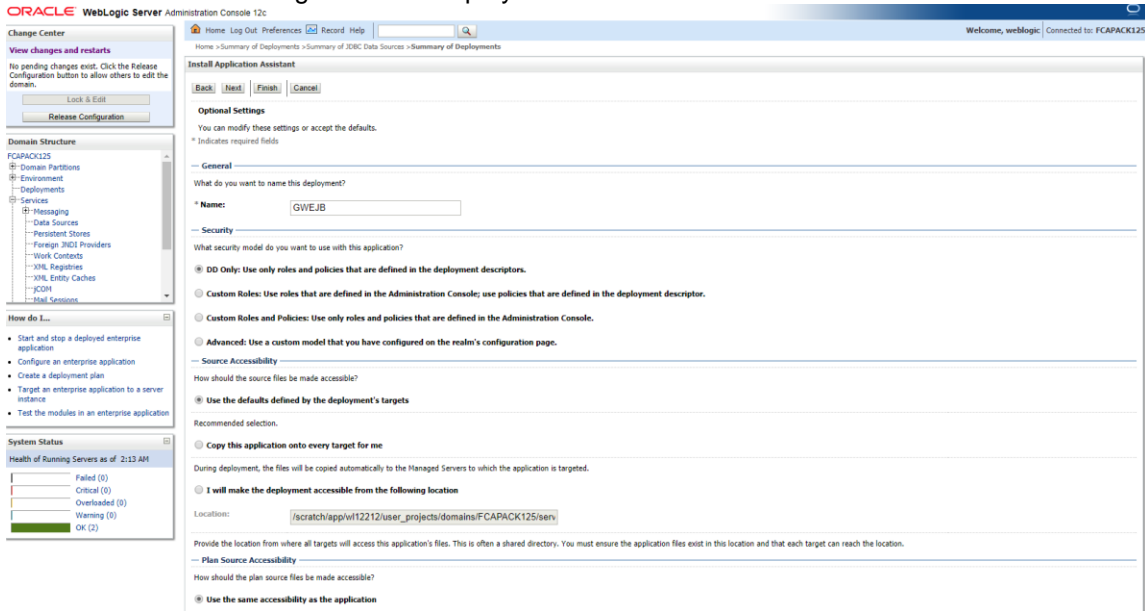 ORACLE WebLogic Server Administration Console 12c
Change Center
View changes and restarts
No pending changes exist. Click the Release
Configuration button to allow others to edit the
domain.
Lock & Edit
Release Configuration
Domain Structure
FCAPACK125
Domain Partitions
Environment
Deployments
Services
Messaging
Data Sources
Persistent Stores
Foreign JNDI Providers
Work Contexts
XML Registries
XML Entity Caches
jCOM
Mail Sessions
How do I...
Start and stop a deployed enterprise
application
Configure an enterprise application
Create a deployment plan
Target an enterprise application to a server
instance
Test the modules in an enterprise application
System Status
Health of Running Servers as of 2:13 AM
Failed (0)
Critical (0)
Overloaded (0)
Warning (0)
OK (2)
Home Log Out Preferences Record Help
Welcome, weblogic Connected to: FCAPACK125
Home >Summary of Deployments >Summary of JDBC Data Sources >Summary of Deployments
Install Application Assistant
Back Next Finish Cancel
Optional Settings
You can modify these settings or accept the defaults.
* Indicates required fields
General
What do you want to name this deployment?
* Name: GWEJB
Security
What security model do you want to use with this application?
DD Only: Use only roles and policies that are defined in the deployment descriptors.
Custom Roles: Use roles that are defined in the Administration Console; use policies that are defined in the deployment descriptor.
Custom Roles and Policies: Use only roles and policies that are defined in the Administration Console.
Advanced: Use a custom model that you have configured on the realm's configuration page.
Source Accessibility
How should the source files be made accessible?
Use the defaults defined by the deployment's targets
Recommended selection.
Copy this application onto every target for me
During deployment, the files will be copied automatically to the Managed Servers to which the application is targeted.
I will make the deployment accessible from the following location
Location: /scratch/app/wl12212/user_projects/domains/FCAPACK125/serv
Provide the location from where all targets will access this application's files. This is often a shared directory. You must ensure the application files exist in this location and that each target can reach the location.
Plan Source Accessibility
How should the plan source files be made accessible?
Use the same accessibility as the application